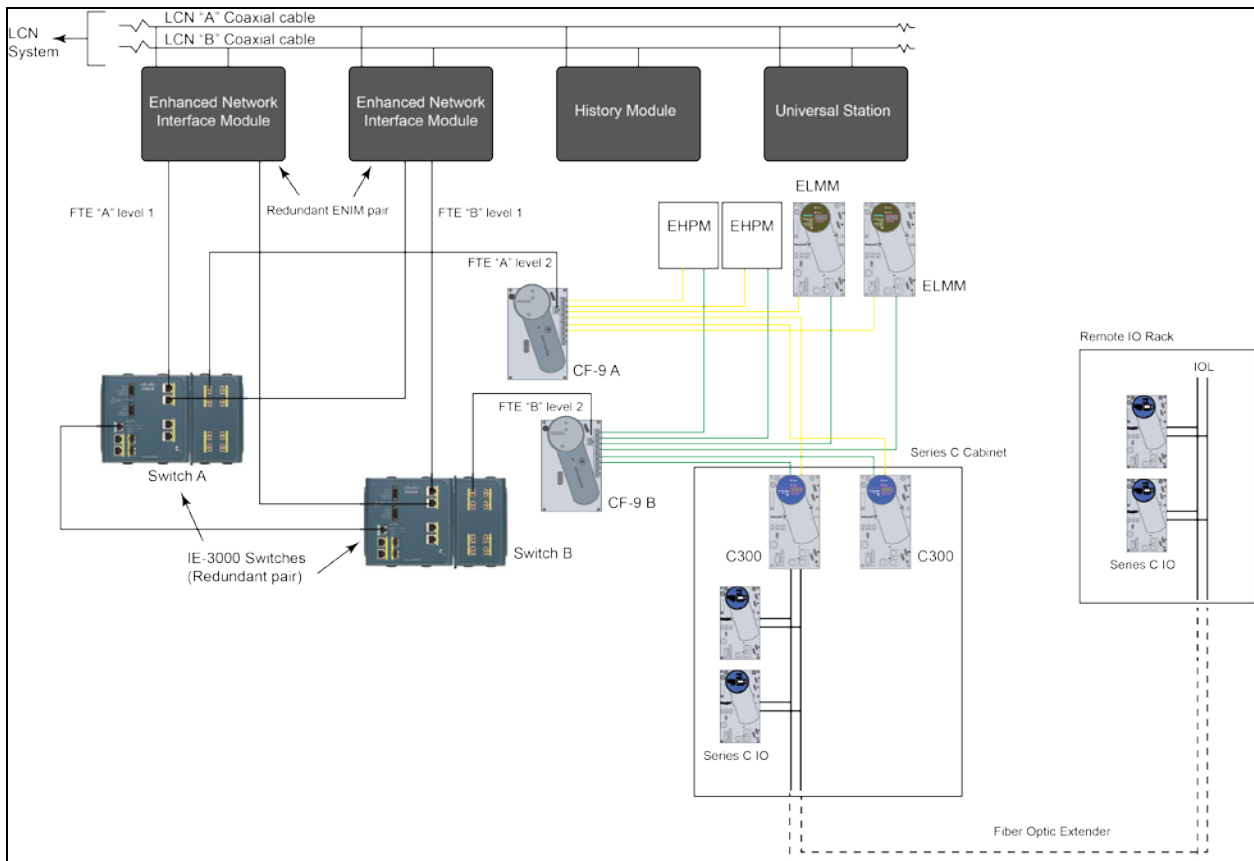 LCN "A" Coaxial cable
LCN
System
LCN "B" Coaxial cable
Enhanced Network
Interface Module
Enhanced Network
Interface Module
History Module
Universal Station
FTE "A" level 1
Redundant ENIM pair
FTE "B" level 1
ELMM
EHPM
EHPM
FTE "A" level 2
ELMM
CF-9 A
Remote IO Rack
IOL
FTE "B" level 2
Series C Cabinet
Switch A
CF-9 B
IE-3000 Switches
(Redundant pair)
Switch B
C300
C300
Series C IO
Series C IO
Fiber Optic Extender